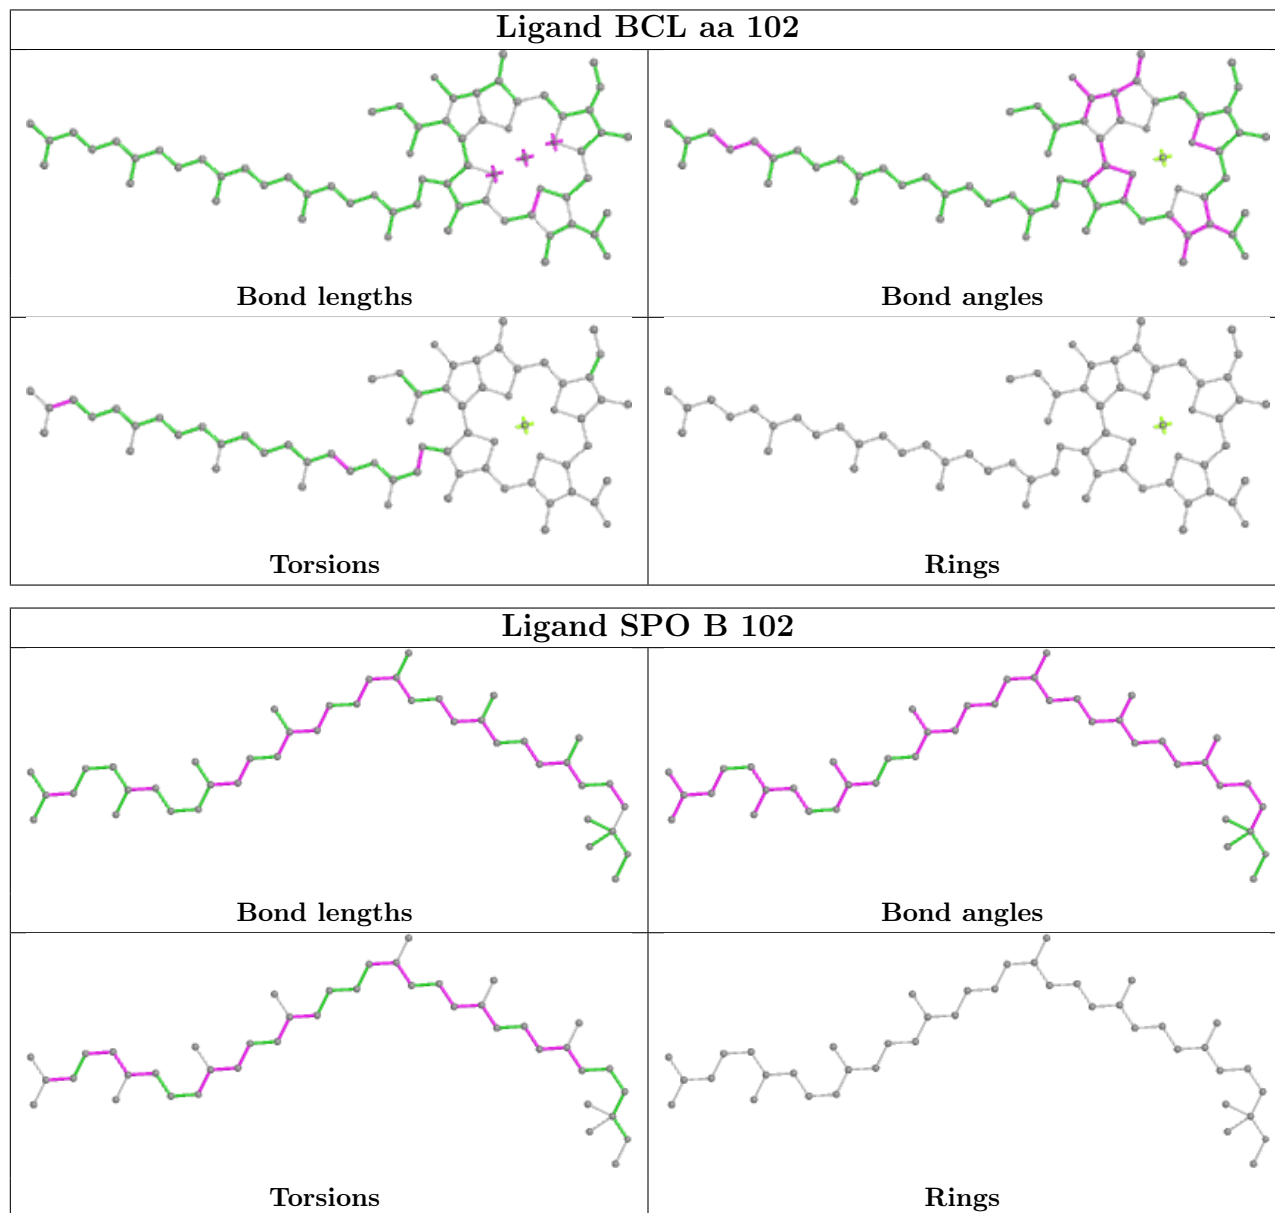 Ligand BCL aa 102
Bond lengths
Bond angles
Torsions
Rings
Ligand SPO B 102
Bond lengths
Bond angles
Torsions
Rings